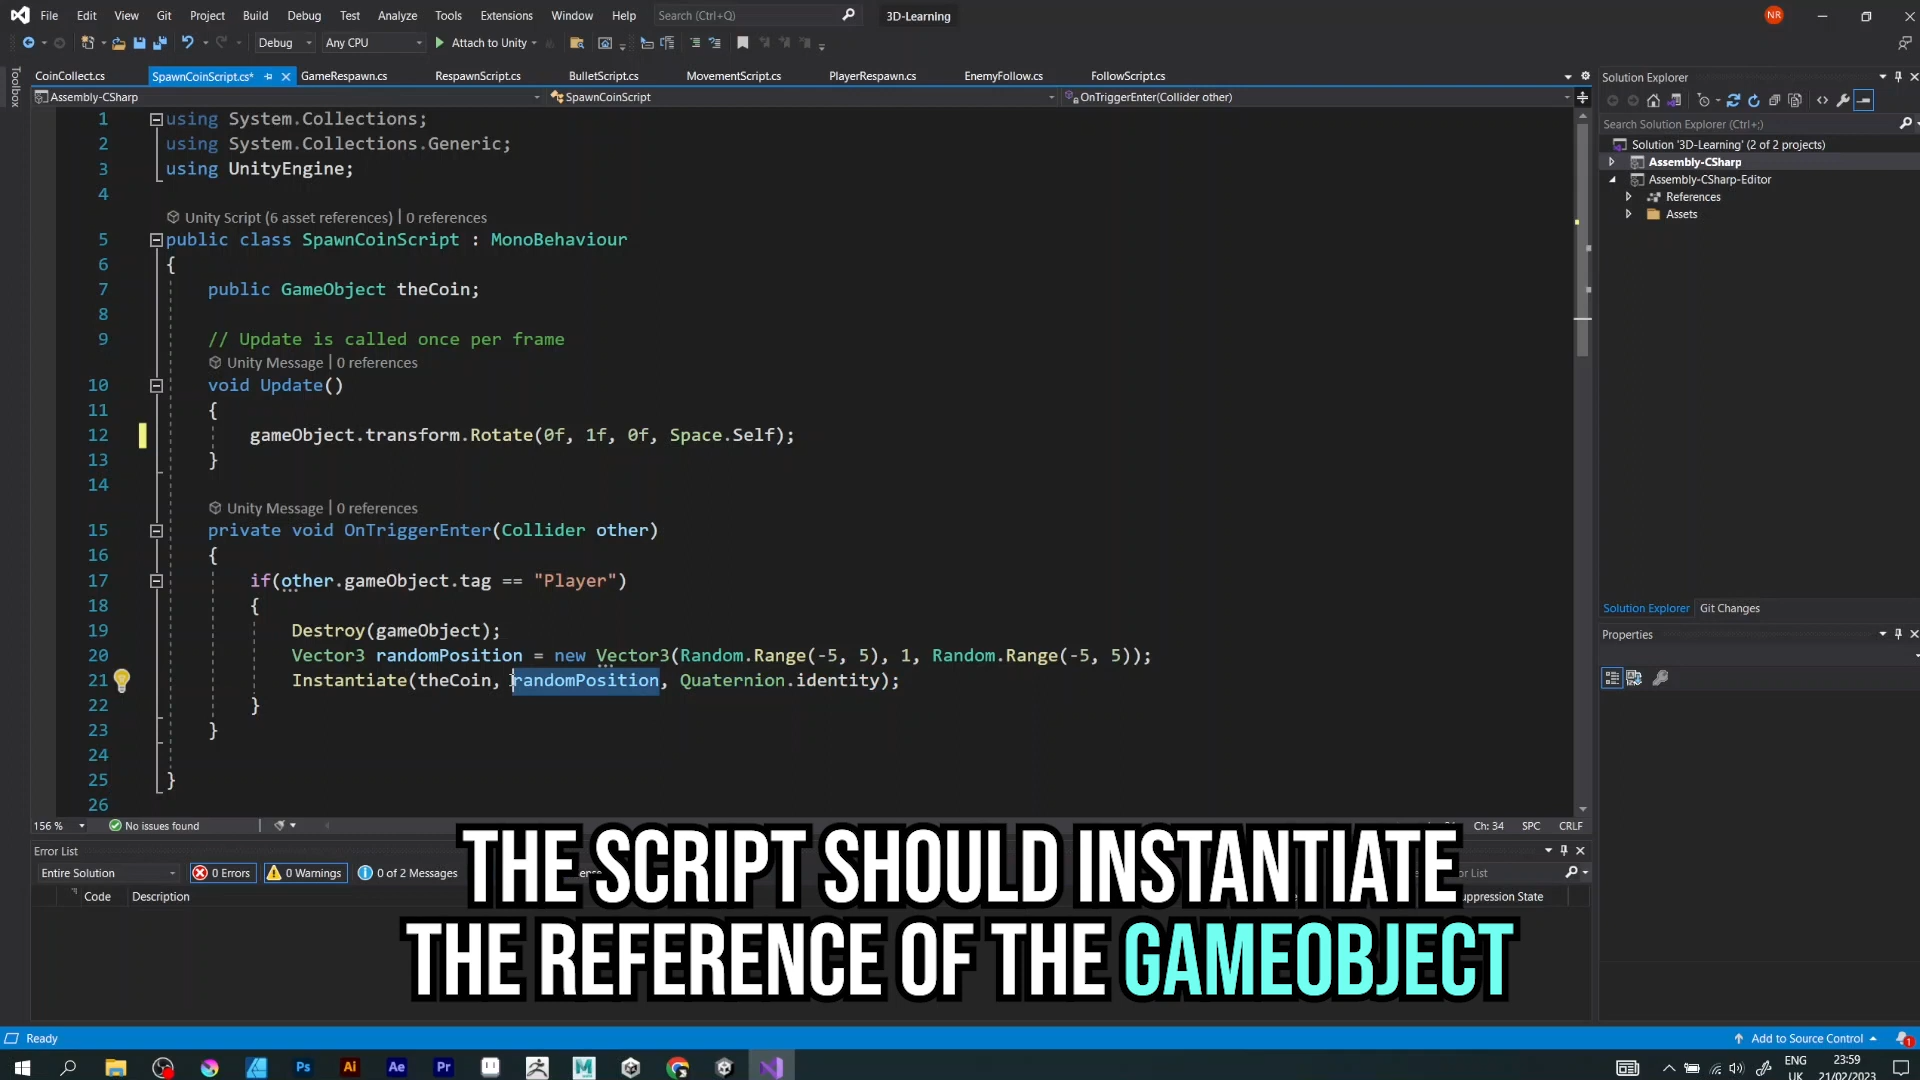 File Edit View Git Project Build Debug Test Analyze Tools Extensions Window Help Search (Ctrl+Q) 3D-Learning NR
Debug Any CPU Attach to Unity
CoinCollect.cs SpawnCoinScript.cs* GameRespawn.cs RespawnScript.cs BulletScript.cs MovementScript.cs PlayerRespawn.cs EnemyFollow.cs FollowScript.cs
Toolbox
Assembly-CSharp SpawnCoinScript OnTriggerEnter(Collider other)
1 using System.Collections;
2 using System.Collections.Generic;
3 using UnityEngine;
4
Unity Script (6 asset references) | 0 references
5 public class SpawnCoinScript : MonoBehaviour
6 {
7 public GameObject theCoin;
8
9 // Update is called once per frame
Unity Message | 0 references
10 void Update()
11 {
12 gameObject.transform.Rotate(0f, 1f, 0f, Space.Self);
13 }
14
Unity Message | 0 references
15 private void OnTriggerEnter(Collider other)
16 {
17 if(other.gameObject.tag == "Player")
18 {
19 Destroy(gameObject);
20 Vector3 randomPosition = new Vector3(Random.Range(-5, 5), 1, Random.Range(-5, 5));
21 Instantiate(theCoin, randomPosition, Quaternion.identity);
22 }
23 }
24
25 }
26
156 % No issues found Ch: 34 SPC CRLF
Solution Explorer
Search Solution Explorer (Ctrl+;)
Solution '3D-Learning' (2 of 2 projects)
Assembly-CSharp
Assembly-CSharp-Editor
References
Assets
Solution Explorer Git Changes
Properties
Error List
Entire Solution 0 Errors 0 Warnings 0 of 2 Messages
Code Description
THE SCRIPT SHOULD INSTANTIATE
THE REFERENCE OF THE GAMEOBJECT
Ready Add to Source Control 1
Ps Ai Ae Pr
ENG
UK
23:59
21/02/2023